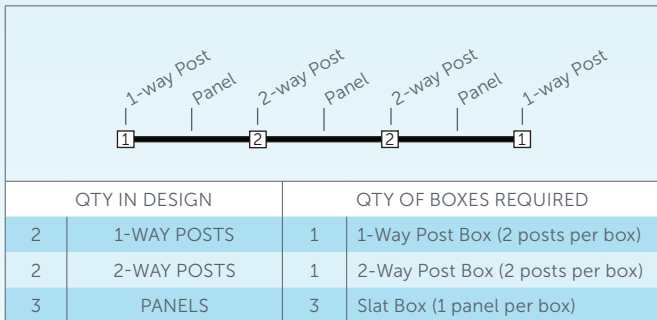 1-way Post Panel 2-way Post Panel 2-way Post Panel 1-way Post
1 2 2 1
QTY IN DESIGN QTY OF BOXES REQUIRED
2 1-WAY POSTS 1 1-Way Post Box (2 posts per box)
2 2-WAY POSTS 1 2-Way Post Box (2 posts per box)
3 PANELS 3 Slat Box (1 panel per box)